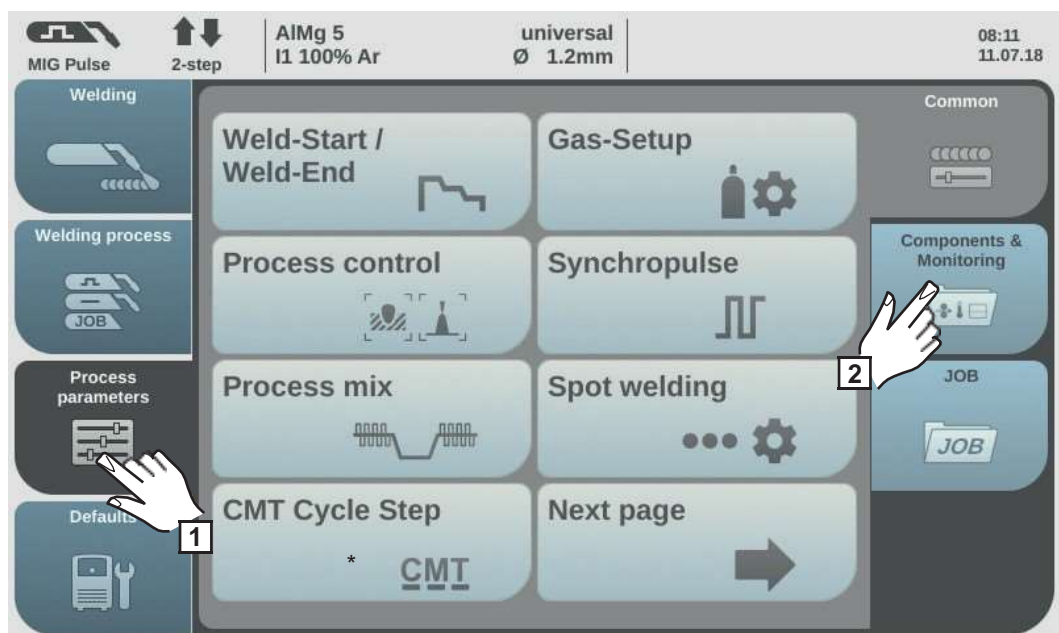 MIG Pulse
2-step
AlMg 5
I1 100% Ar
universal
Ø 1.2mm
08:11
11.07.18
Welding
Welding process
JOB
Process
parameters
1
Defaults
Weld-Start /
Weld-End
Gas-Setup
Process control
Synchropulse
Process mix
Spot welding
CMT Cycle Step
* CMT
Next page
Common
Components &
Monitoring
2
JOB
JOB